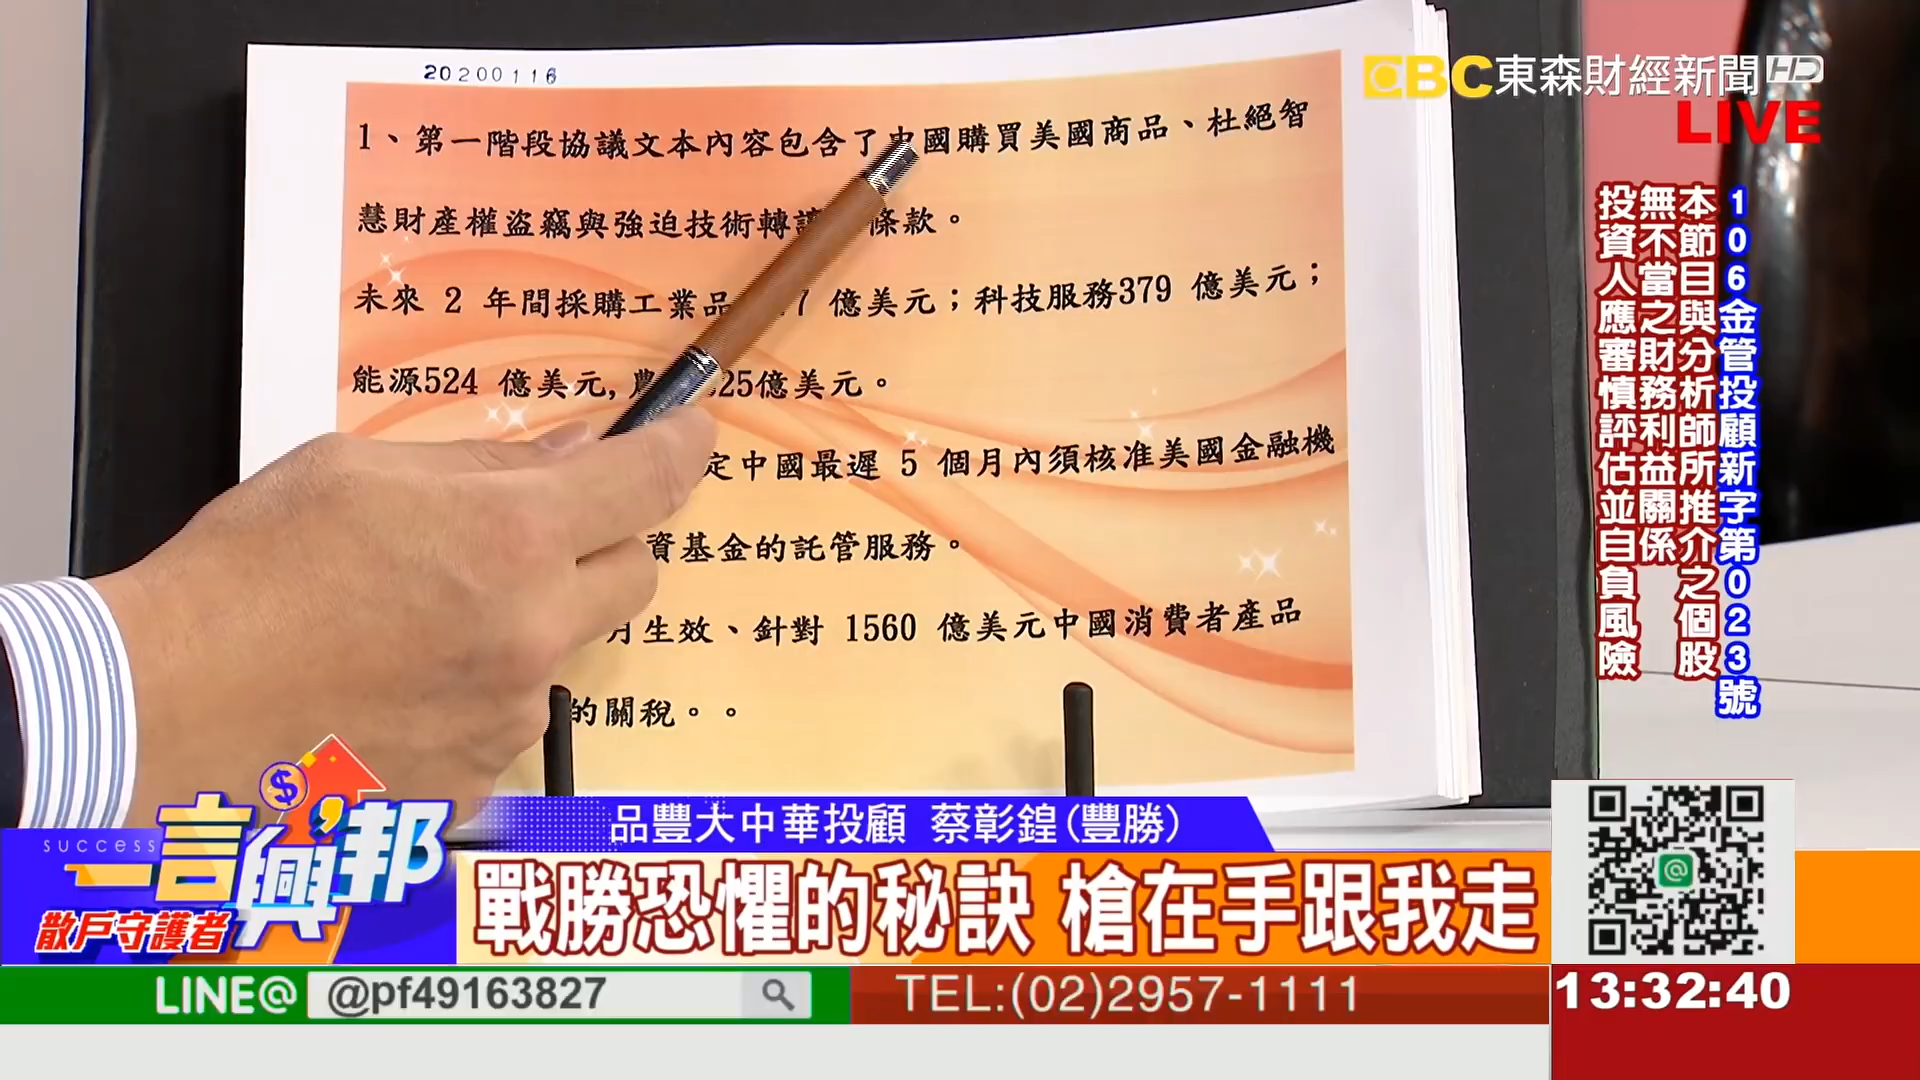 20200116
1、第一階段協議文本內容包含了中國購買美國商品、杜絕智
慧財產權盜竊與強迫技術轉讓 條款。
未來 2 年間採購工業品 7 億美元；科技服務379 億美元；
能源524 億美元,農 25億美元。
定中國最遲 5 個月內須核准美國金融機
資基金的託管服務。
月生效、針對 1560 億美元中國消費者產品
的關稅。。
EBC東森財經新聞HD
LIVE
106金管投顧新字第023號
本節目與分析師所推介之個股
無不當之財務利益關係
投資人應審慎評估並自負風險
success
一言興邦
散戶守護者
品豐大中華投顧 蔡彰鍠(豐勝)
戰勝恐懼的秘訣 槍在手跟我走
LINE@ @pf49163827
TEL:(02)2957-1111
13:32:40